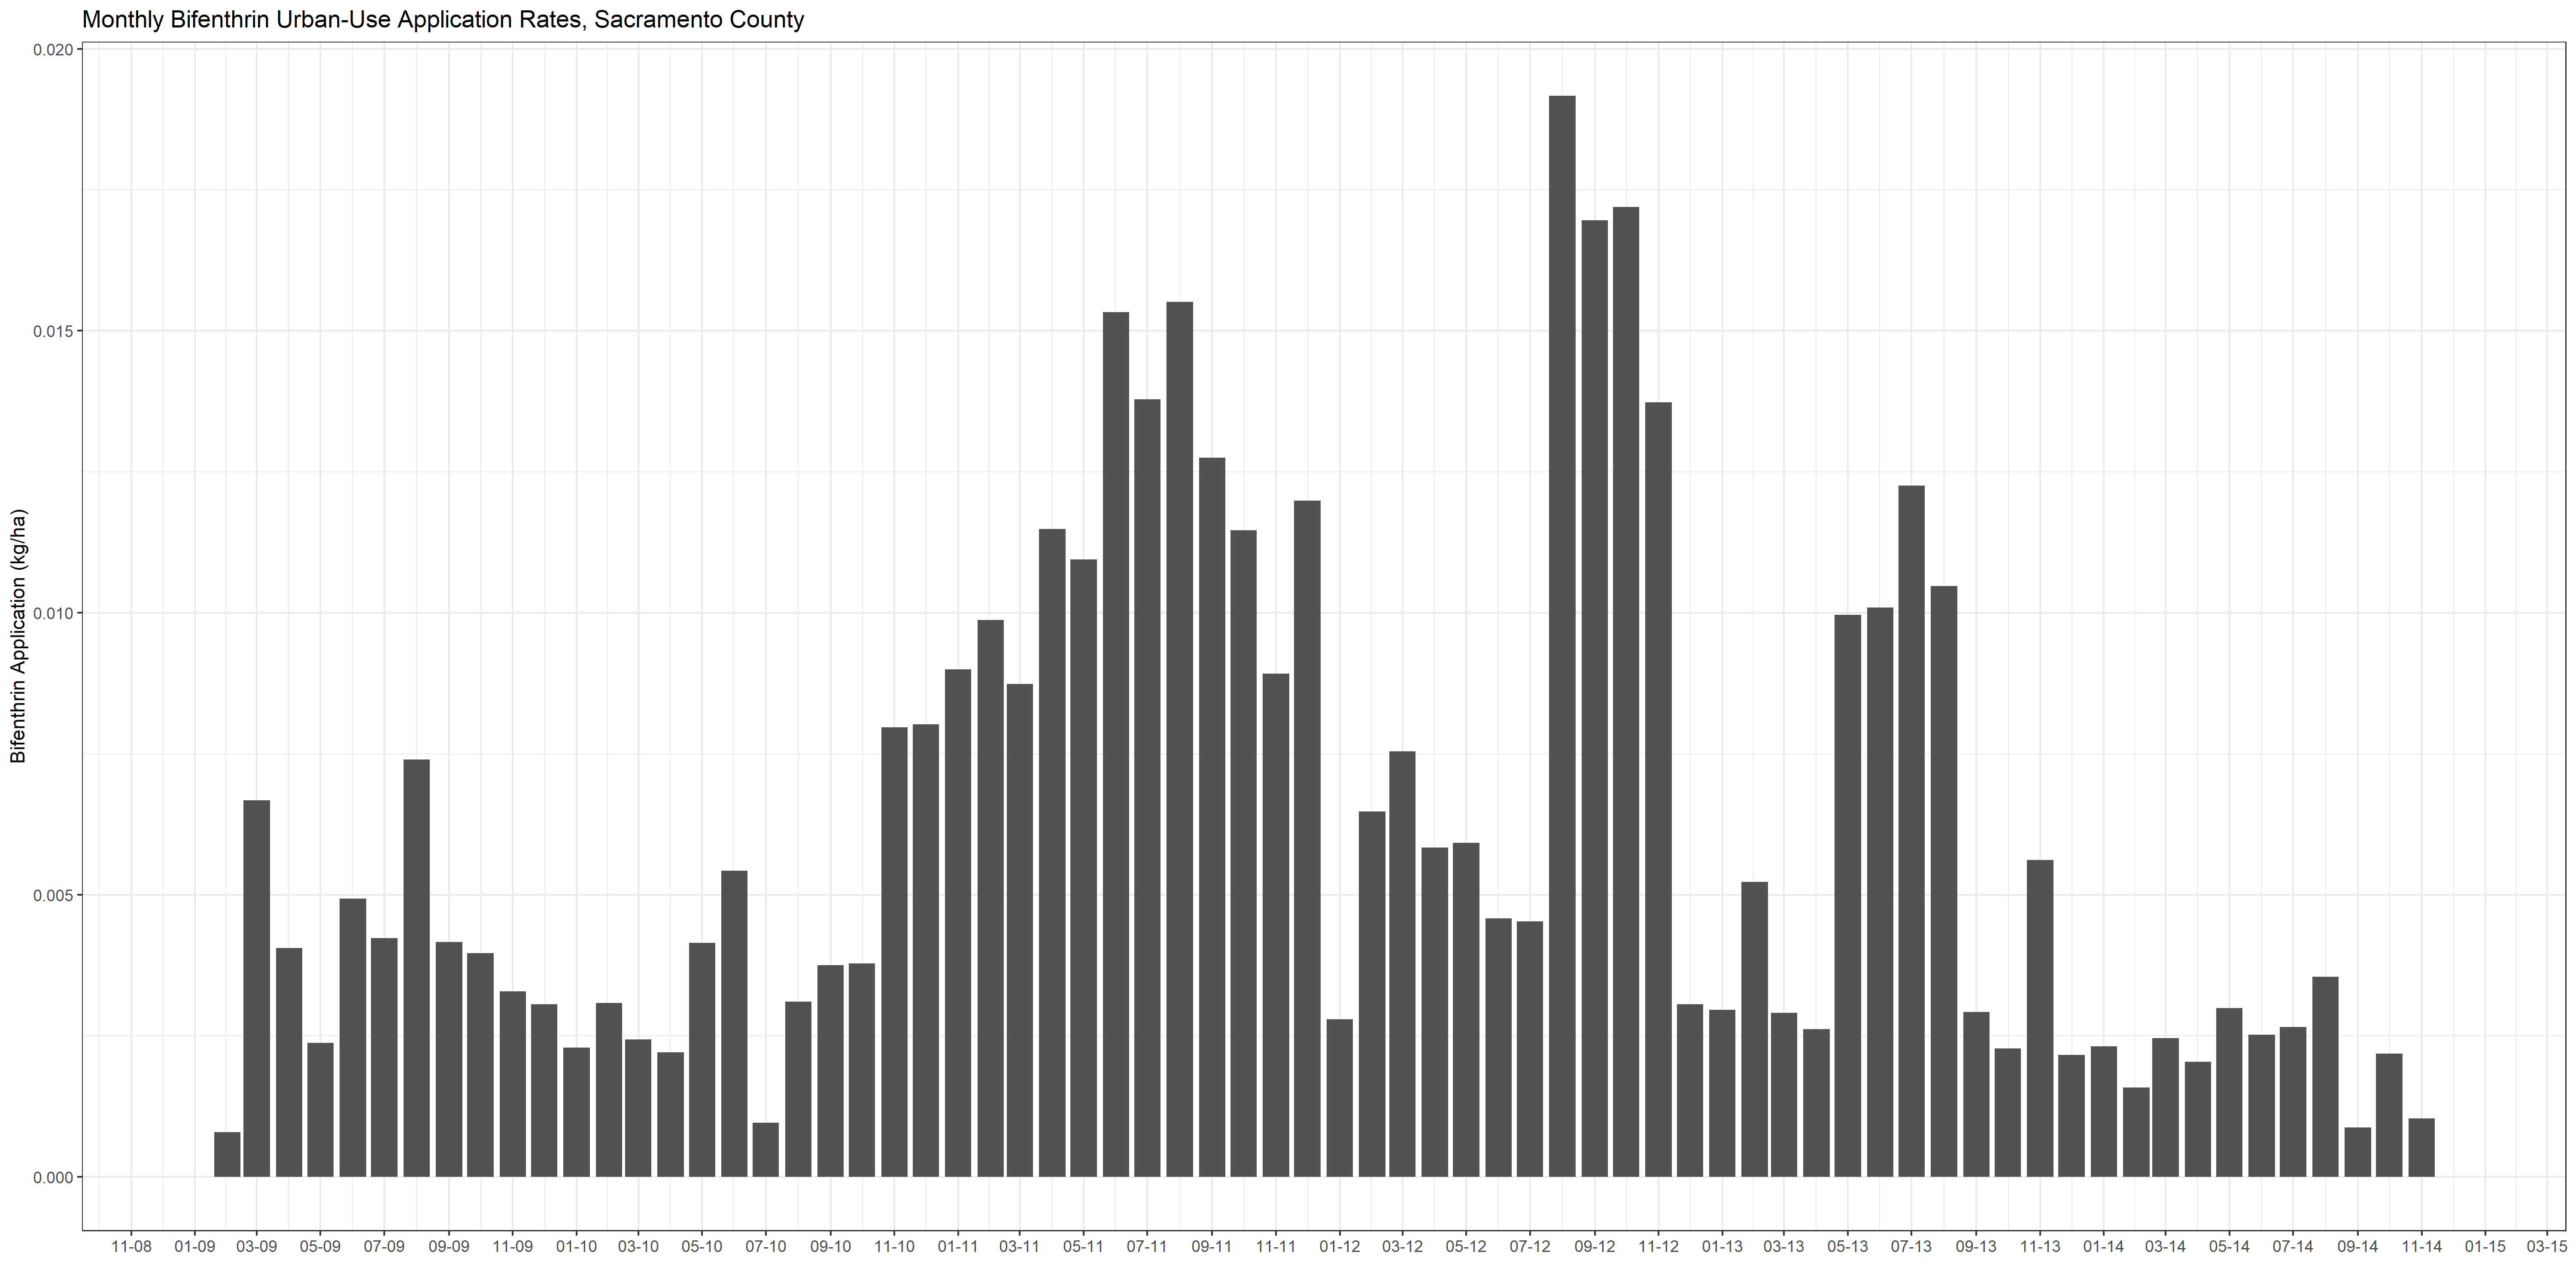 Monthly Bifenthrin Urban-Use Application Rates, Sacramento County
Bifenthrin Application (kg/ha)
0.020
0.015
0.010
0.005
0.000
11-08 01-09 03-09 05-09 07-09 09-09 11-09 01-10 03-10 05-10 07-10 09-10 11-10 01-11 03-11 05-11 07-11 09-11 11-11 01-12 03-12 05-12 07-12 09-12 11-12 01-13 03-13 05-13 07-13 09-13 11-13 01-14 03-14 05-14 07-14 09-14 11-14 01-15 03-15